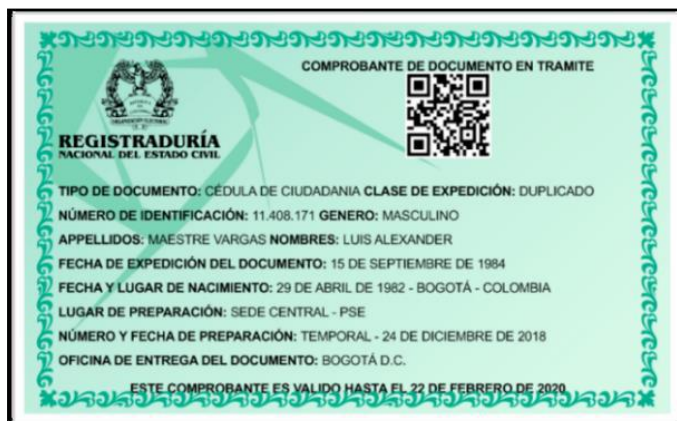 COMPROBANTE DE DOCUMENTO EN TRAMITE
REGISTRADURÍA
NACIONAL DEL ESTADO CIVIL
TIPO DE DOCUMENTO: CÉDULA DE CIUDADANIA CLASE DE EXPEDICIÓN: DUPLICADO
NÚMERO DE IDENTIFICACIÓN: 11.408.171 GENERO: MASCULINO
APPELLIDOS: MAESTRE VARGAS NOMBRES: LUIS ALEXANDER
FECHA DE EXPEDICIÓN DEL DOCUMENTO: 15 DE SEPTIEMBRE DE 1984
FECHA Y LUGAR DE NACIMIENTO: 29 DE ABRIL DE 1982 - BOGOTÁ - COLOMBIA
LUGAR DE PREPARACIÓN: SEDE CENTRAL - PSE
NÚMERO Y FECHA DE PREPARACIÓN: TEMPORAL - 24 DE DICIEMBRE DE 2018
OFICINA DE ENTREGA DEL DOCUMENTO: BOGOTÁ D.C.
ESTE COMPROBANTE ES VALIDO HASTA EL 22 DE FEBRERO DE 2020